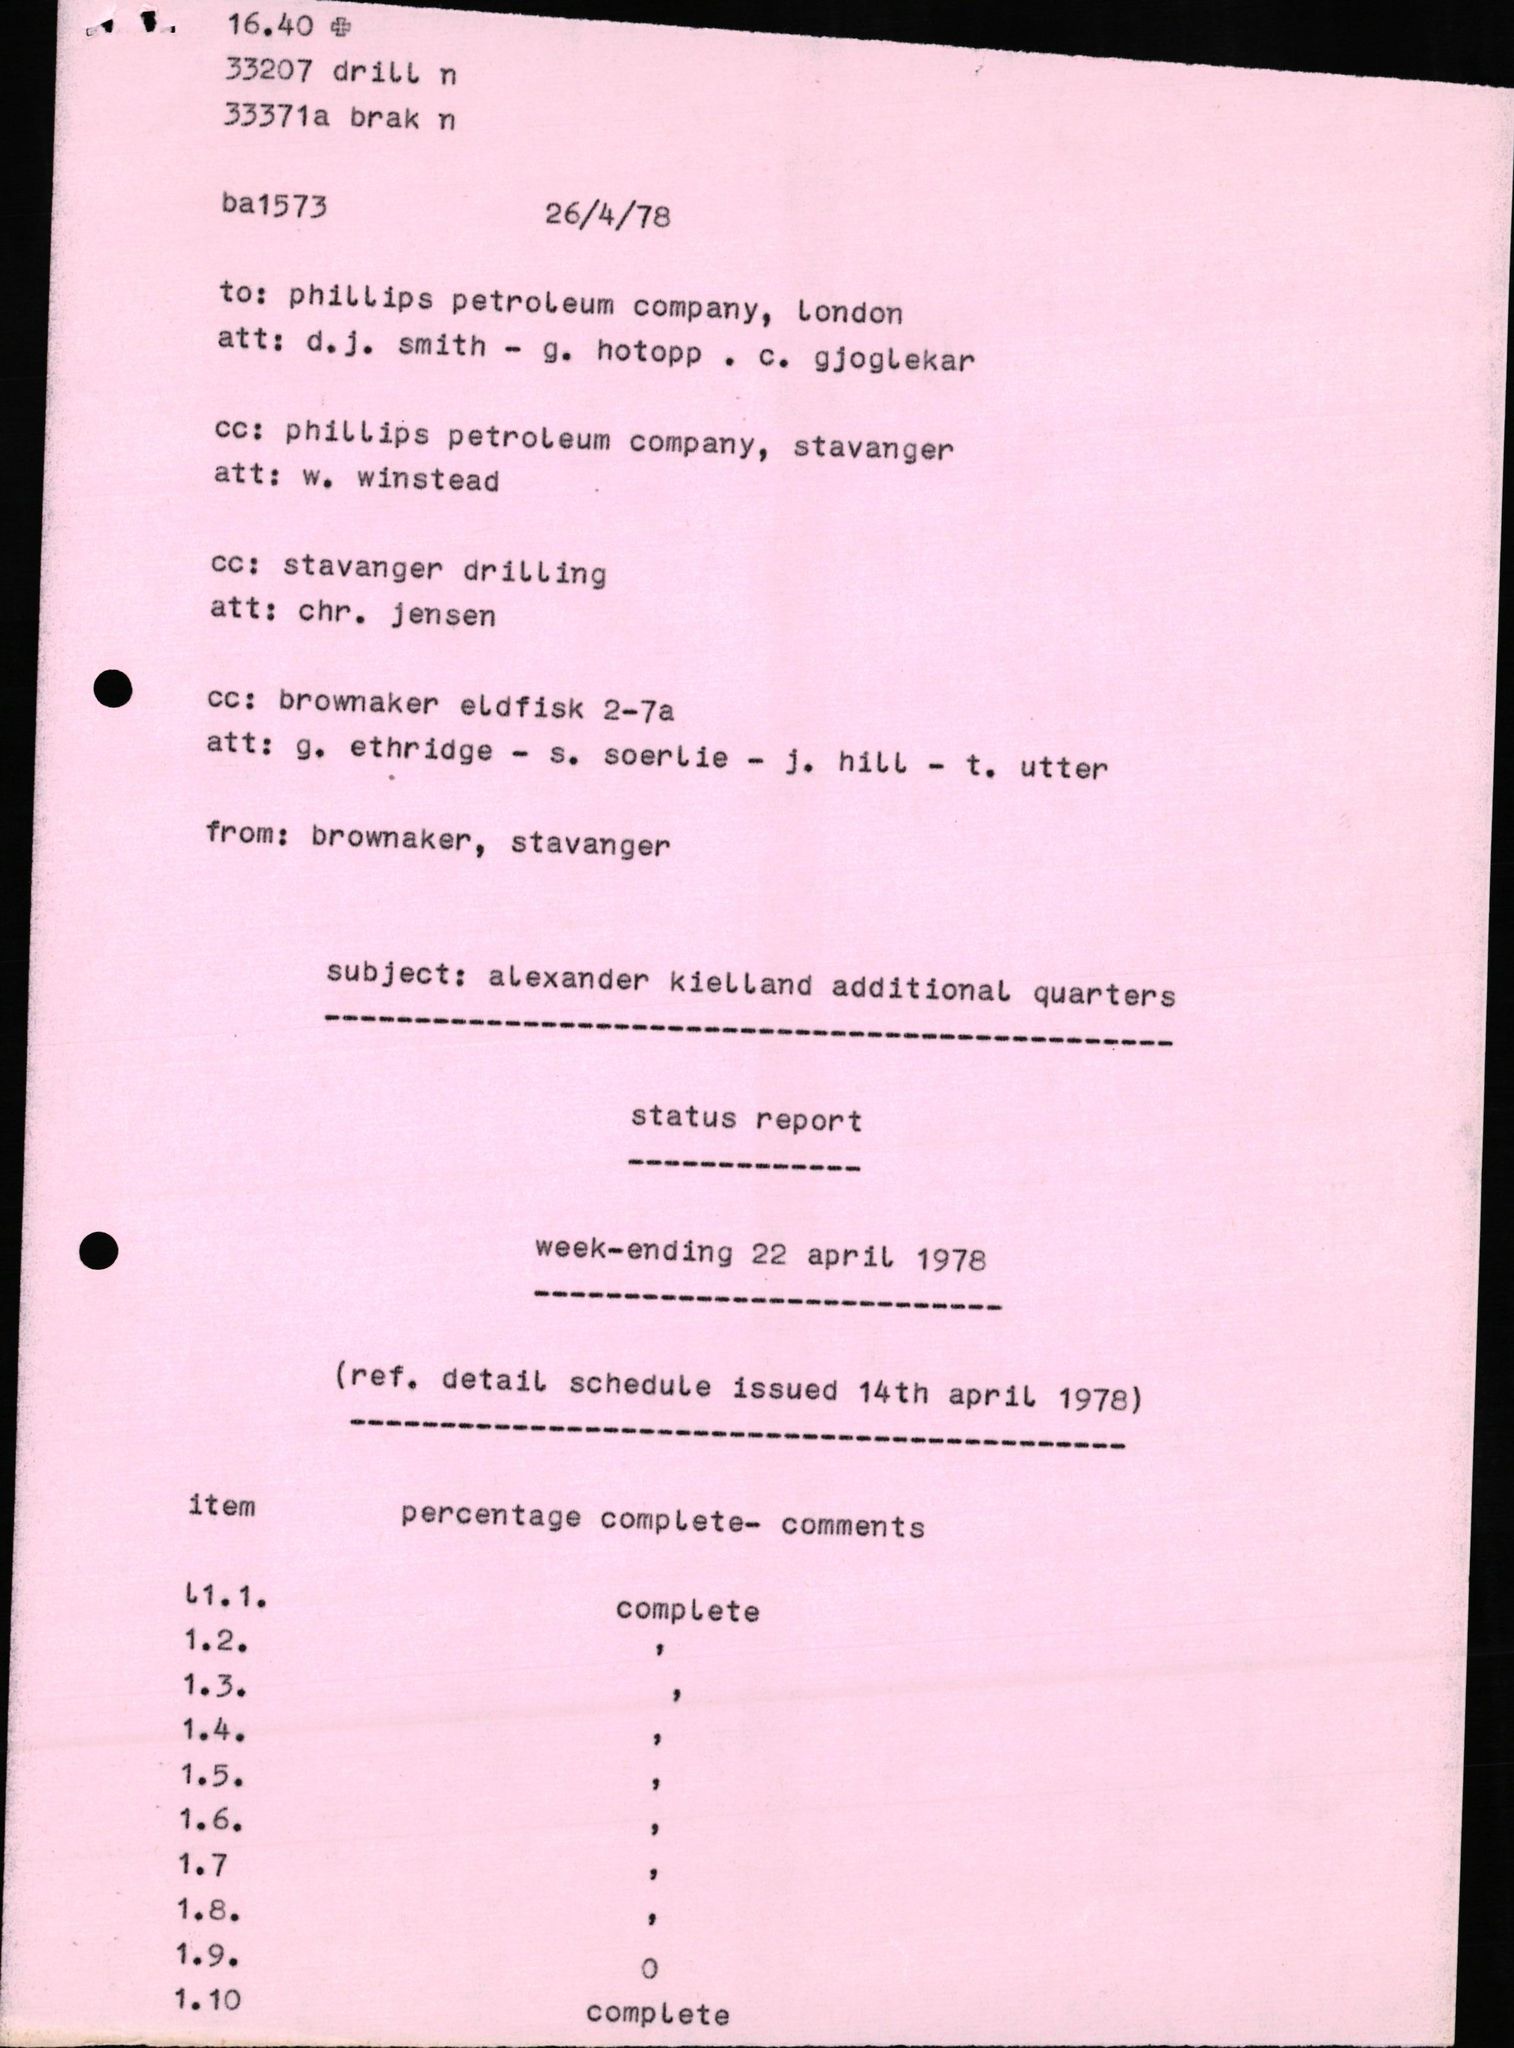 16.40 ✠
33207 drill n
33371a brak n
ba1573 26/4/78
to: phillips petroleum company, london
att: d.j. smith - g. hotopp . c. gjoglekar
cc: phillips petroleum company, stavanger
att: w. winstead
cc: stavanger drilling
att: chr. jensen
cc: brownaker eldfisk 2-7a
att: g. ethridge - s. soerlie - j. hill - t. utter
from: brownaker, stavanger
subject: alexander kielland additional quarters
-----------------------------------------------
status report
-------------
week-ending 22 april 1978
--------------------------
(ref. detail schedule issued 14th april 1978)
-------------------------------------------
item percentage complete- comments
l1.1. complete
1.2. ,
1.3. ,
1.4. ,
1.5. ,
1.6. ,
1.7 ,
1.8. ,
1.9. 0
1.10 complete